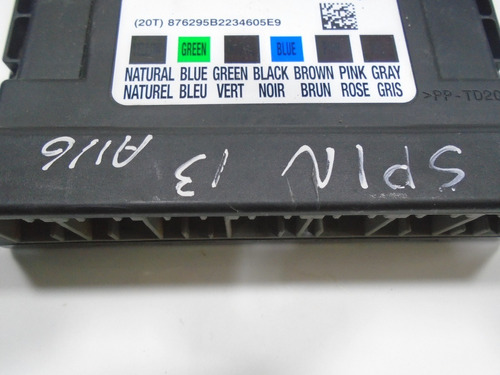 (20T) 876295B2234605E9
GREEN BLUE
NATURAL BLUE GREEN BLACK BROWN PINK GRAY
NATUREL BLEU VERT NOIR BRUN ROSE GRIS
>PP-TD20
SPIN 13